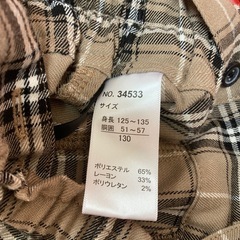 NO. 34533
サイズ
身長 125～135
胴囲 51～57
130
ポリエステル 65%
レーヨン 33%
ポリウレタン 2%